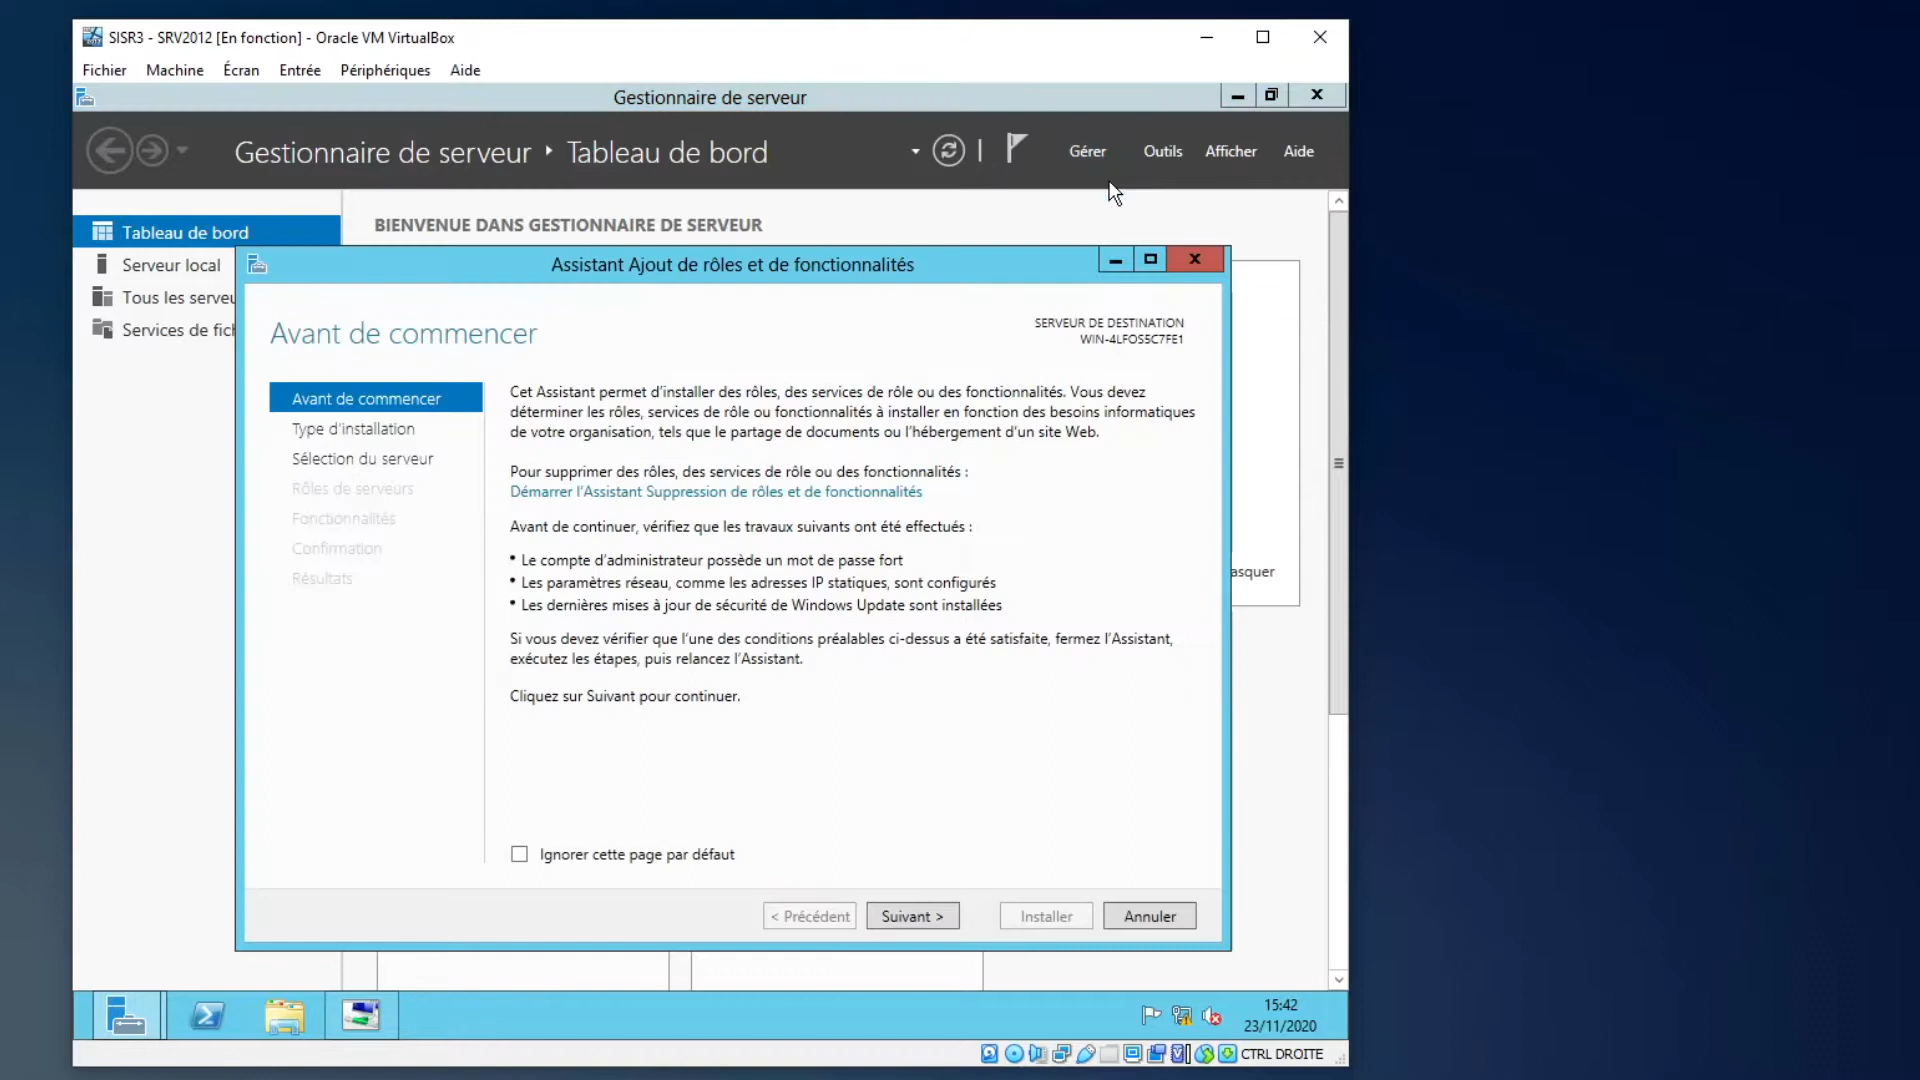 SISR3 - SRV2012 [En fonction] - Oracle VM VirtualBox
Fichier Machine Écran Entrée Périphériques Aide
Gestionnaire de serveur
Gestionnaire de serveur Tableau de bord
Gérer Outils Afficher Aide
Tableau de bord
Serveur local
Tous les serveu
Services de fich
BIENVENUE DANS GESTIONNAIRE DE SERVEUR
Assistant Ajout de rôles et de fonctionnalités
Avant de commencer
SERVEUR DE DESTINATION
WIN-4LFOS5C7FE1
Avant de commencer
Type d'installation
Sélection du serveur
Rôles de serveurs
Fonctionnalités
Confirmation
Résultats
Cet Assistant permet d'installer des rôles, des services de rôle ou des fonctionnalités. Vous devez
déterminer les rôles, services de rôle ou fonctionnalités à installer en fonction des besoins informatiques
de votre organisation, tels que le partage de documents ou l'hébergement d'un site Web.
Pour supprimer des rôles, des services de rôle ou des fonctionnalités :
Démarrer l'Assistant Suppression de rôles et de fonctionnalités
Avant de continuer, vérifiez que les travaux suivants ont été effectués :
• Le compte d'administrateur possède un mot de passe fort
• Les paramètres réseau, comme les adresses IP statiques, sont configurés
• Les dernières mises à jour de sécurité de Windows Update sont installées
Si vous devez vérifier que l'une des conditions préalables ci-dessus a été satisfaite, fermez l'Assistant,
exécutez les étapes, puis relancez l'Assistant.
Cliquez sur Suivant pour continuer.
Ignorer cette page par défaut
< Précédent Suivant > Installer Annuler
asquer
15:42
23/11/2020
CTRL DROITE